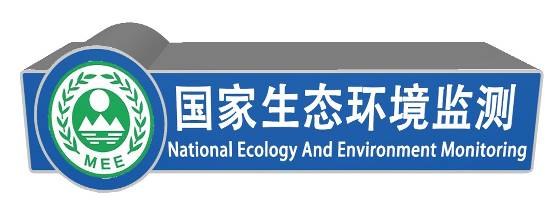 国家生态环境监测
National Ecology And Environment Monitoring
MEE